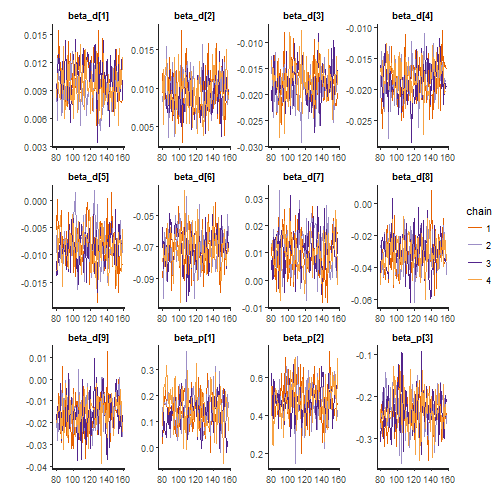 beta_d[1] beta_d[2] beta_d[3] beta_d[4]
0.015 0.015 -0.010 -0.010
0.012 0.010 -0.015 -0.015
0.009 0.005 -0.020 -0.020
0.006 -0.025 -0.025
0.003 -0.030
80 100 120 140 160 80 100 120 140 160 80 100 120 140 160 80 100 120 140 160
beta_d[5] beta_d[6] beta_d[7] beta_d[8]
0.000 -0.05 0.03 0.00
-0.005 -0.07 0.02 -0.02
-0.010 -0.09 0.01 -0.04
-0.015 0.00 -0.06
-0.01
80 100 120 140 160 80 100 120 140 160 80 100 120 140 160 80 100 120 140 160
chain
1
2
3
4
beta_d[9] beta_p[1] beta_p[2] beta_p[3]
0.01 0.3 0.6 -0.1
0.00 0.2 0.4 -0.2
-0.01 0.1 0.2 -0.3
-0.02 0.0
-0.03
-0.04
80 100 120 140 160 80 100 120 140 160 80 100 120 140 160 80 100 120 140 160